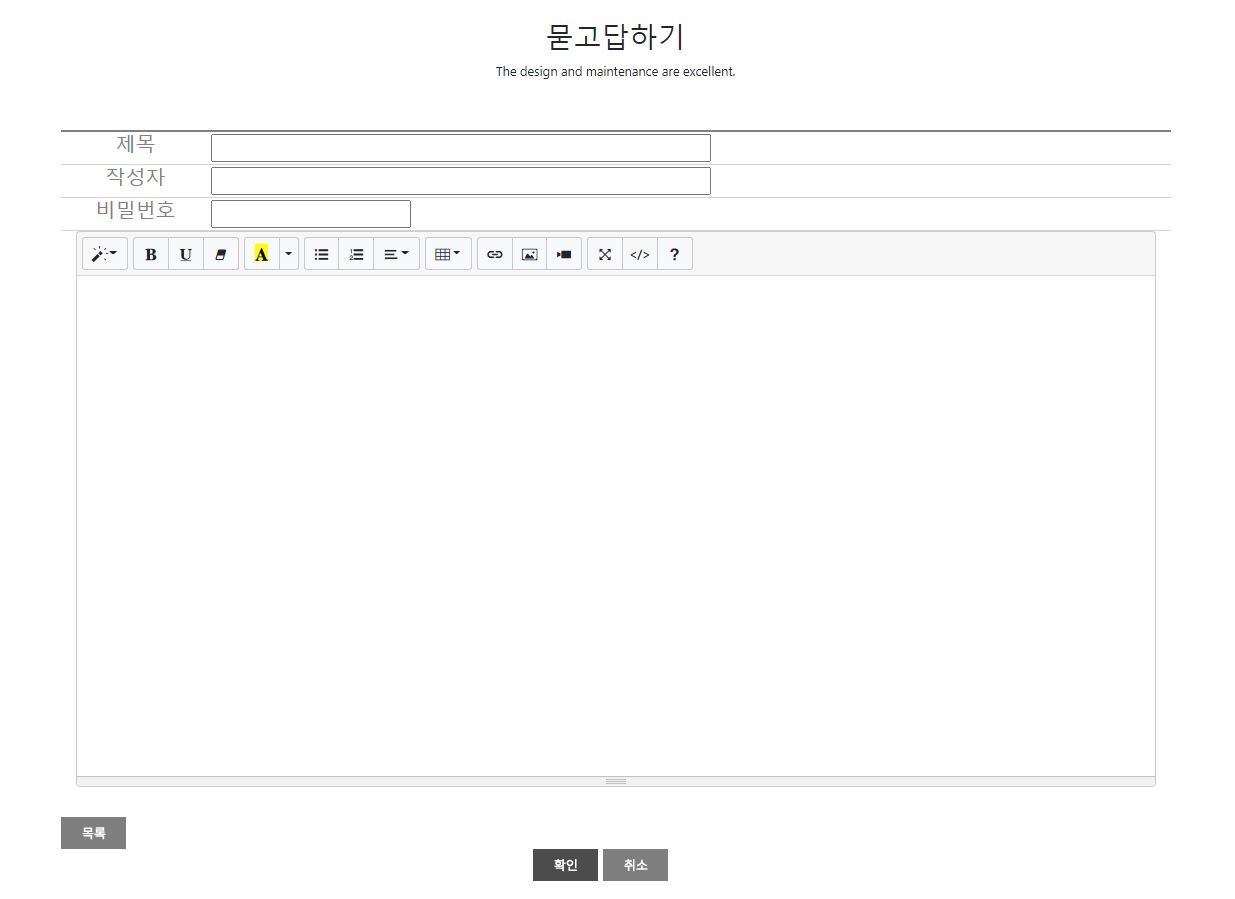 묻고답하기
The design and maintenance are excellent.
제목
작성자
비밀번호
B U A </> ?
목록
확인 취소